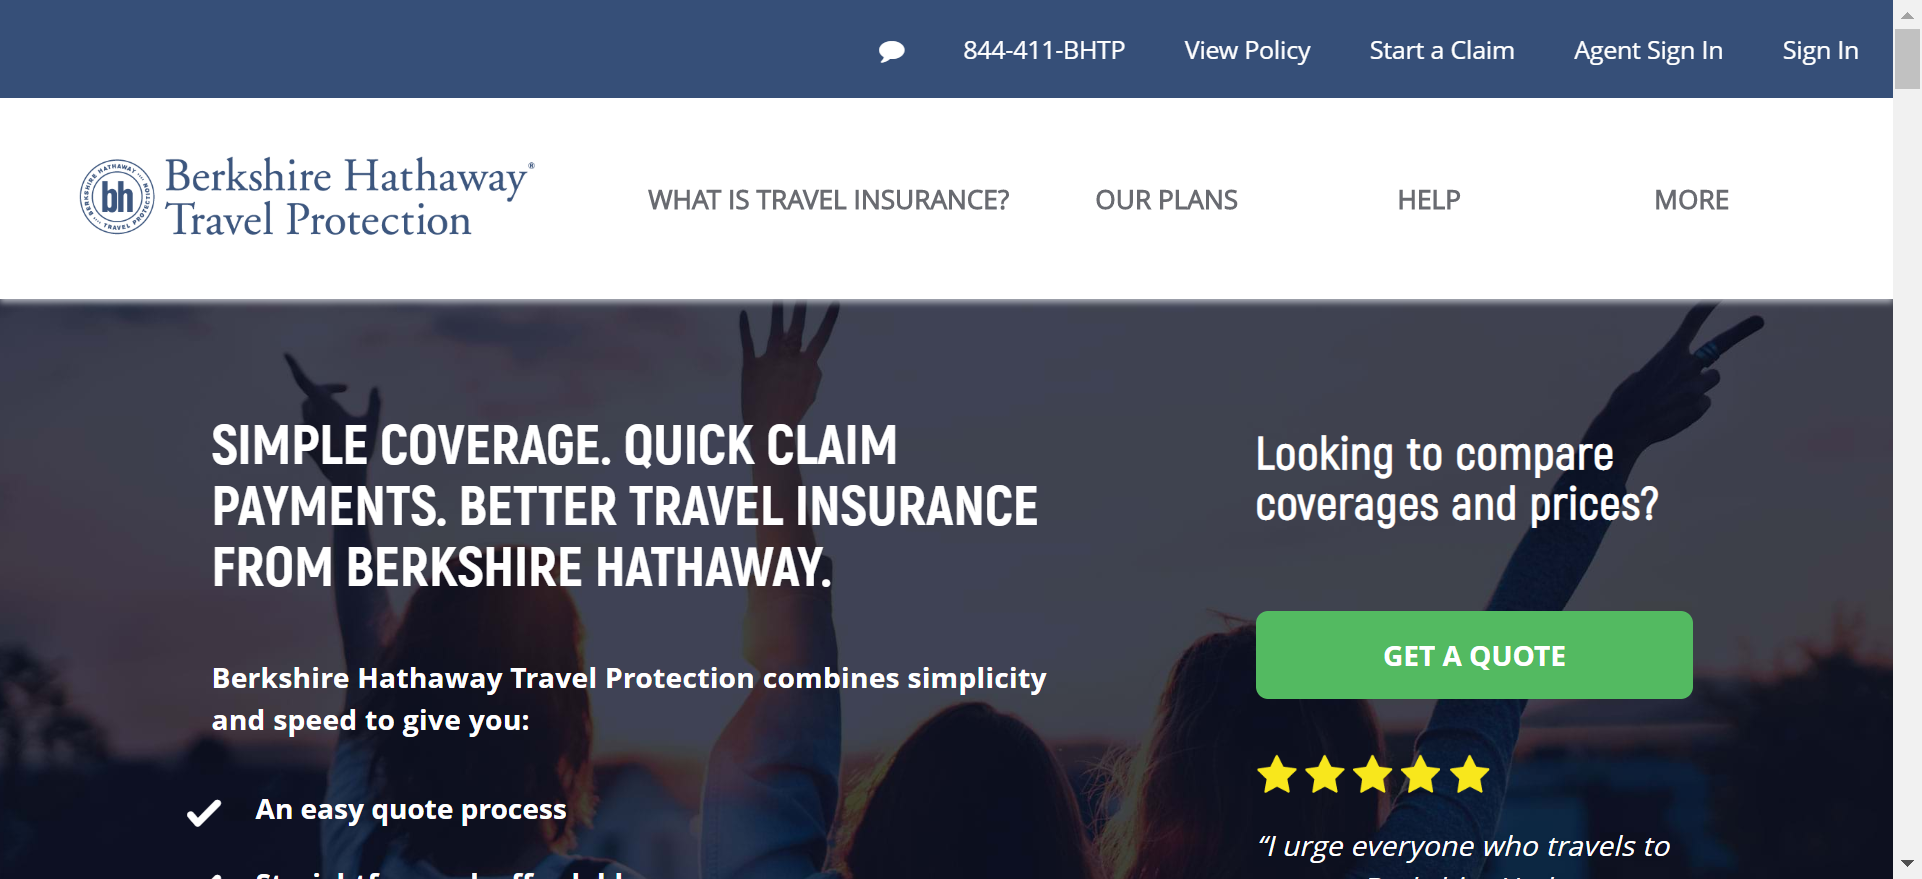 844-411-BHTP View Policy Start a Claim Agent Sign In Sign In
bh
BERKSHIRE HATHAWAY
TRAVEL PROTECTION
Berkshire Hathaway®
Travel Protection
WHAT IS TRAVEL INSURANCE? OUR PLANS HELP MORE
SIMPLE COVERAGE. QUICK CLAIM
PAYMENTS. BETTER TRAVEL INSURANCE
FROM BERKSHIRE HATHAWAY.
Berkshire Hathaway Travel Protection combines simplicity
and speed to give you:
An easy quote process
Looking to compare
coverages and prices?
GET A QUOTE
“I urge everyone who travels to